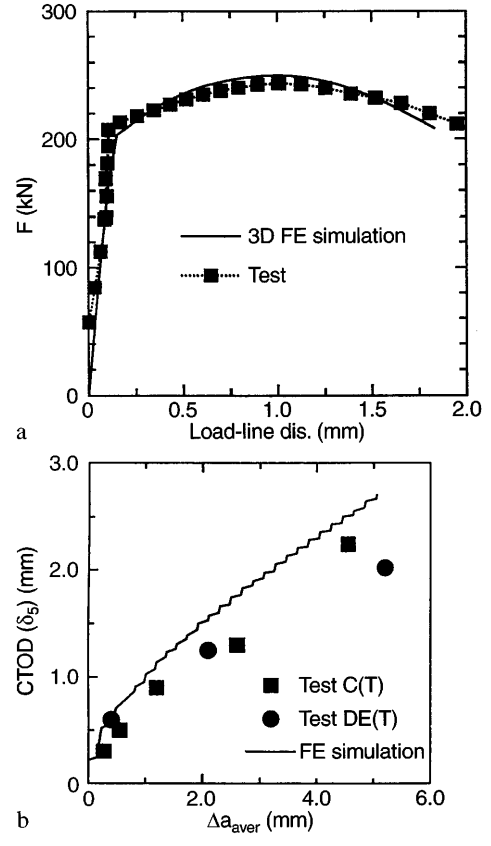 300
200
100
0
F (kN)
3D FE simulation
Test
0 0.5 1.0 1.5 2.0
a
Load-line dis. (mm)
3.0
2.0
1.0
0
CTOD (δ5) (mm)
Test C(T)
Test DE(T)
FE simulation
0 2.0 4.0 6.0
b
Δaaver (mm)